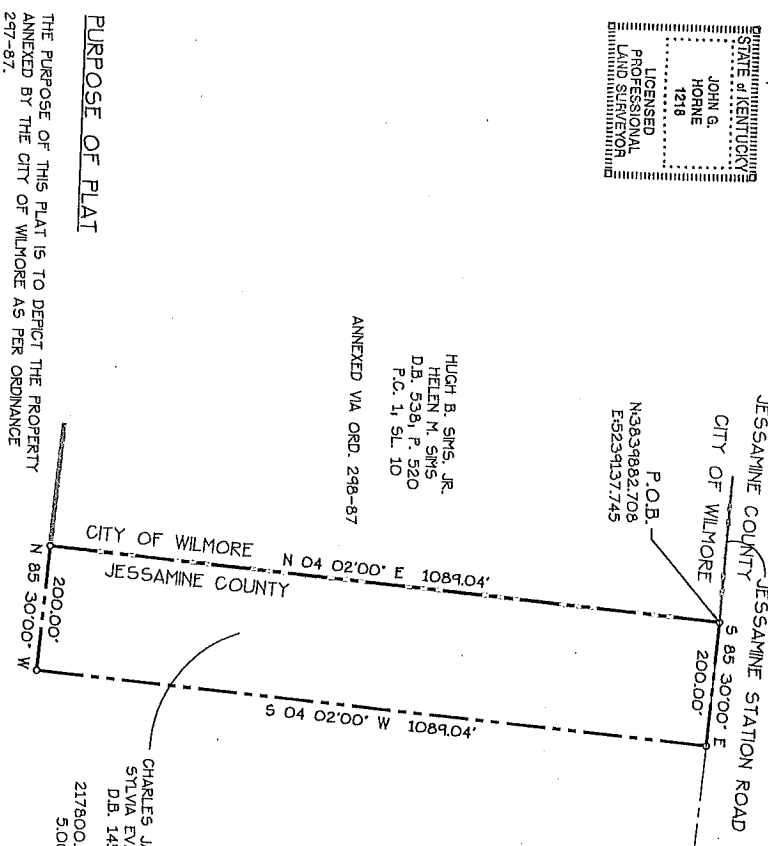 STATE of KENTUCKY
JOHN G.
HORNE
1218
LICENSED
PROFESSIONAL
LAND SURVEYOR
JESSAMINE STATION ROAD
JESSAMINE COUNTY
CITY OF WILMORE
P.O.B.
N:3839882.708
E:5239137.745
S 85 30'00" E
200.00'
HUGH B. SIMS, JR.
HELEN M. SIMS
D.B. 538, P. 520
P.C. 1, SL. 10
ANNEXED VIA ORD. 298-87
CITY OF WILMORE
N 04 02'00" E 1089.04'
JESSAMINE COUNTY
S 04 02'00" W 1089.04'
200.00'
N 85 30'00" W
CHARLES
SYLVIA
D.B.
217800.
PURPOSE OF PLAT
THE PURPOSE OF THIS PLAT IS TO DEPICT THE PROPERTY
ANNEXED BY THE CITY OF WILMORE AS PER ORDINANCE
297-87.